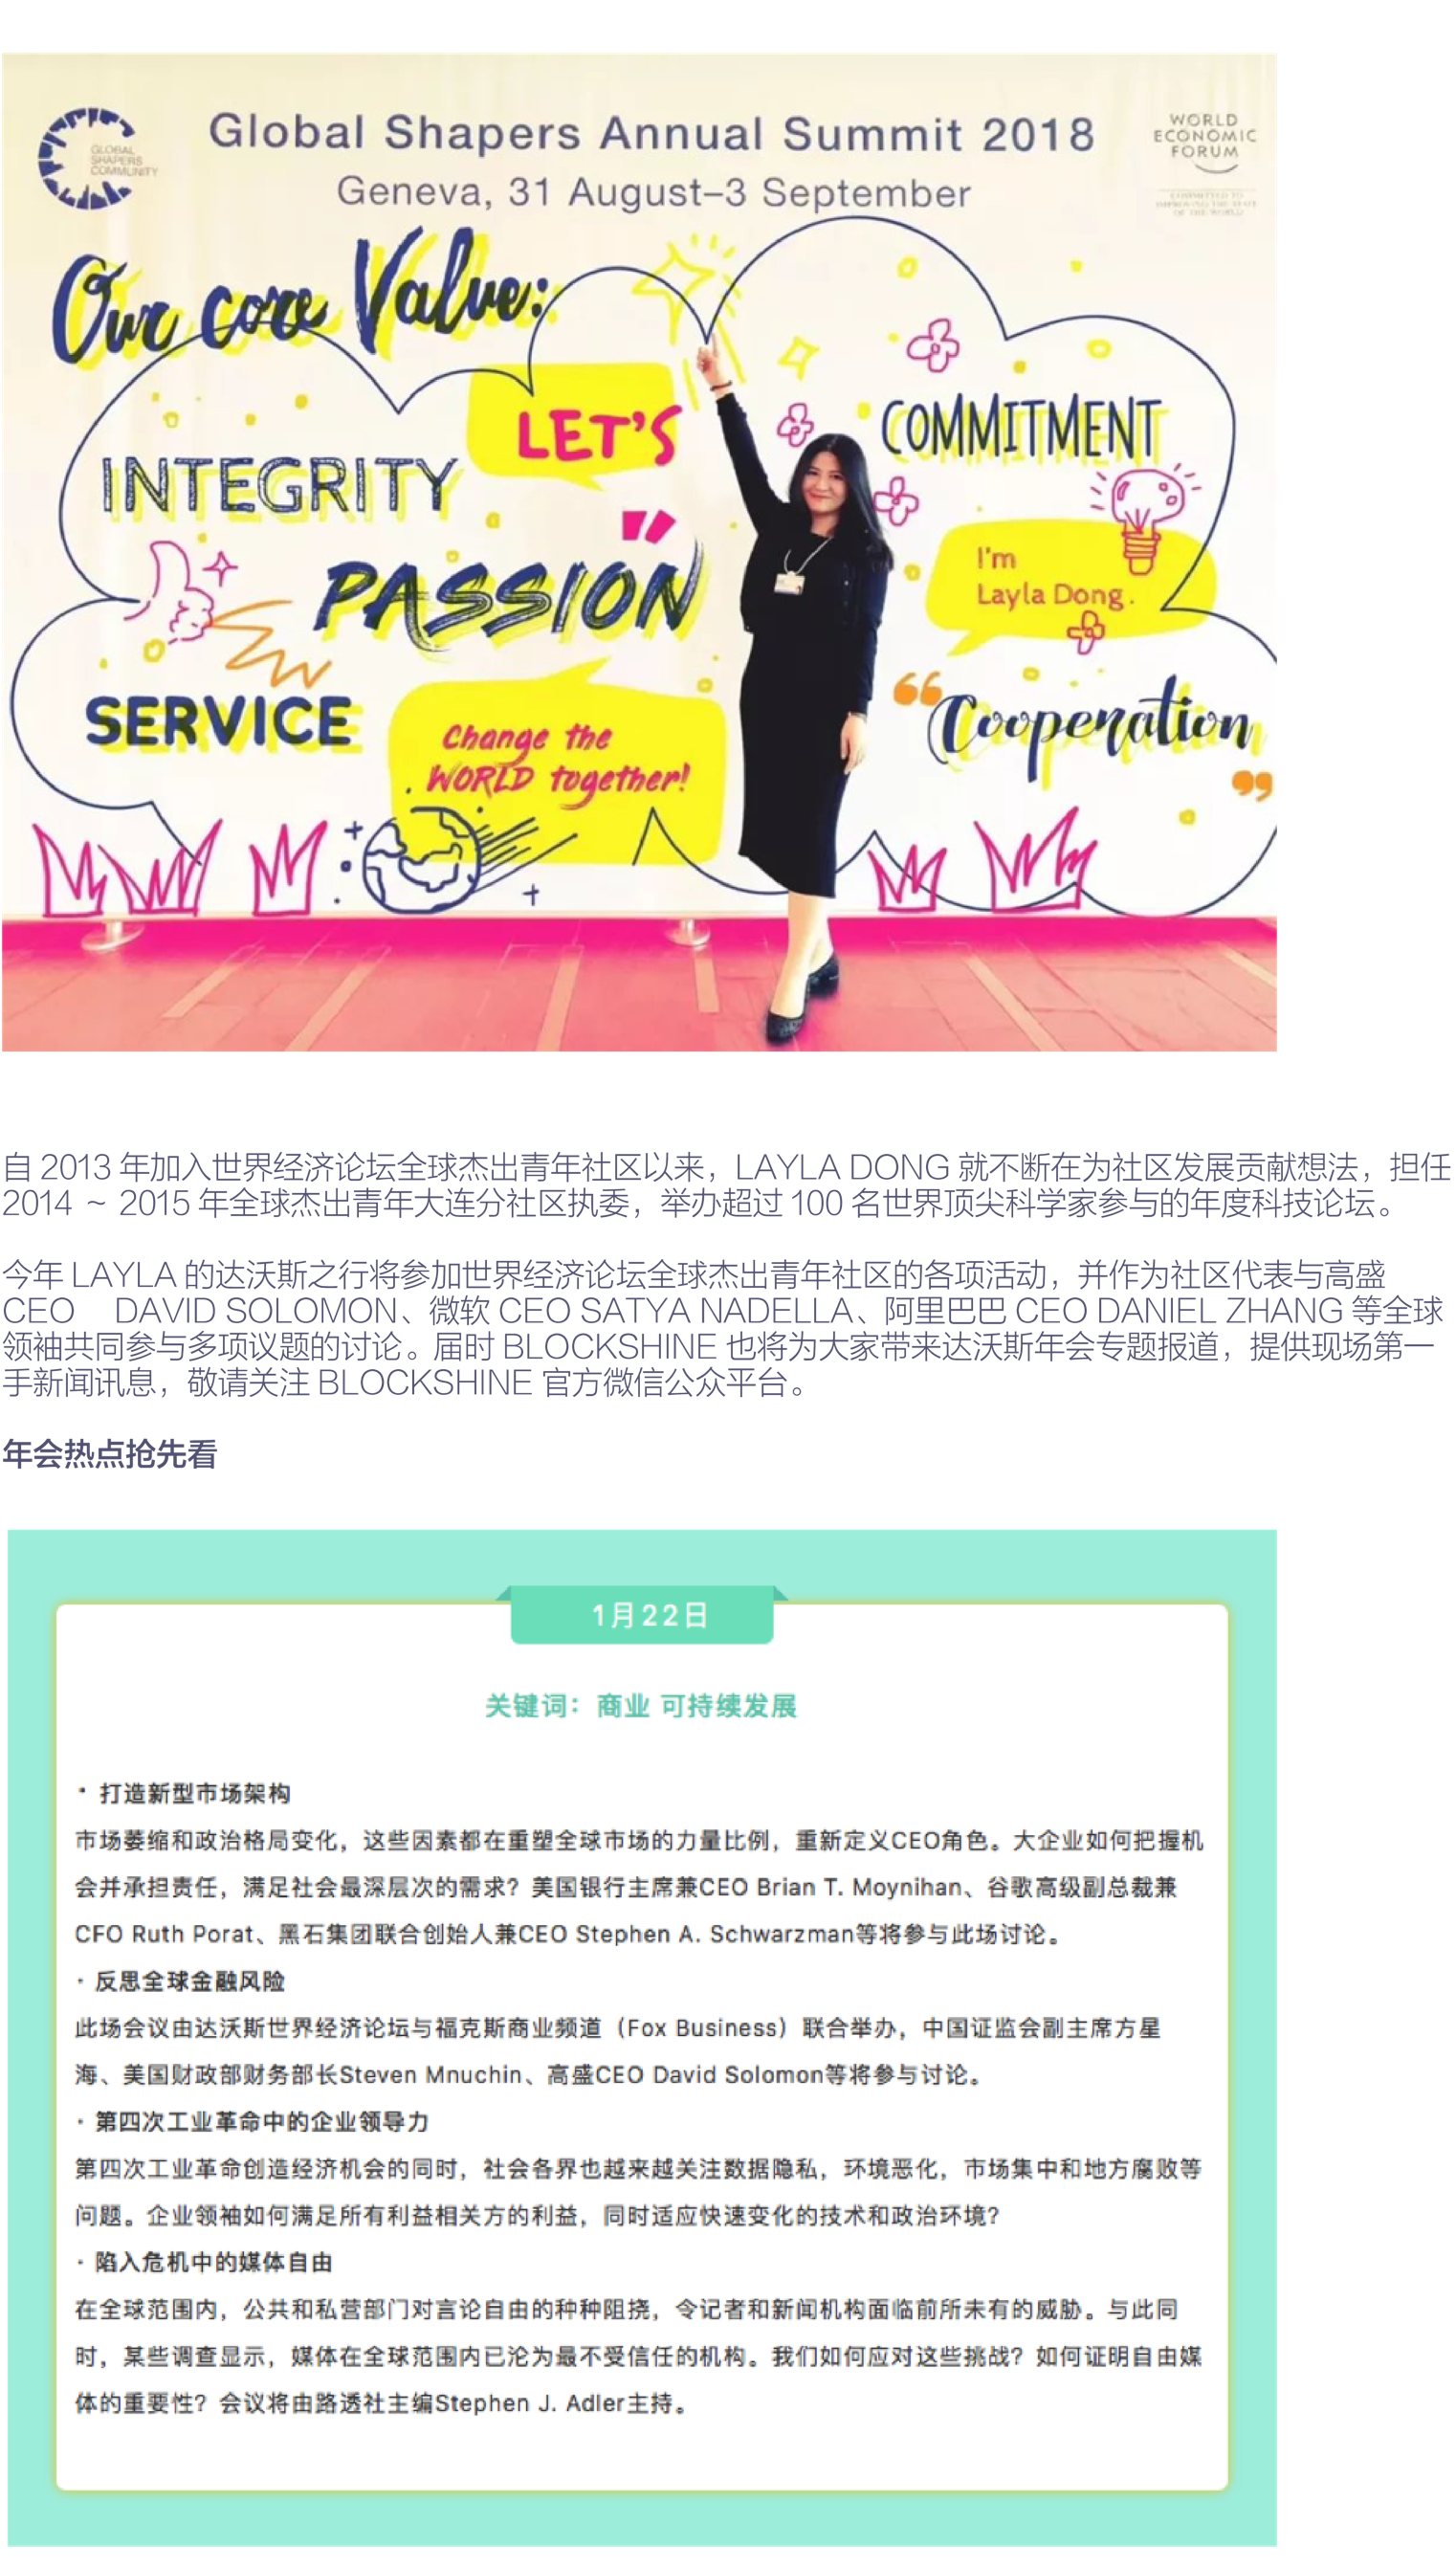 GLOBAL
SHAPERS
COMMUNITY
Global Shapers Annual Summit 2018
Geneva, 31 August–3 September
WORLD
ECONOMIC
FORUM
COMMITTED TO
IMPROVING THE STATE
OF THE WORLD
Our core Value:
LET'S
COMMITMENT
INTEGRITY
I'm
Layla Dong.
PASSION
SERVICE
Change the
WORLD together!
“Cooperation”
自 2013 年加入世界经济论坛全球杰出青年社区以来，LAYLA DONG 就不断在为社区发展贡献想法，担任
2014 ～ 2015 年全球杰出青年大连分社区执委，举办超过 100 名世界顶尖科学家参与的年度科技论坛。
今年 LAYLA 的达沃斯之行将参加世界经济论坛全球杰出青年社区的各项活动，并作为社区代表与高盛
CEO DAVID SOLOMON、微软 CEO SATYA NADELLA、阿里巴巴 CEO DANIEL ZHANG 等全球
领袖共同参与多项议题的讨论。届时 BLOCKSHINE 也将为大家带来达沃斯年会专题报道，提供现场第一
手新闻讯息，敬请关注 BLOCKSHINE 官方微信公众平台。
年会热点抢先看
1月22日
关键词：商业 可持续发展
· 打造新型市场架构
市场萎缩和政治格局变化，这些因素都在重塑全球市场的力量比例，重新定义CEO角色。大企业如何把握机
会并承担责任，满足社会最深层次的需求？美国银行主席兼CEO Brian T. Moynihan、谷歌高级副总裁兼
CFO Ruth Porat、黑石集团联合创始人兼CEO Stephen A. Schwarzman等将参与此场讨论。
· 反思全球金融风险
此场会议由达沃斯世界经济论坛与福克斯商业频道（Fox Business）联合举办，中国证监会副主席方星
海、美国财政部财务部长Steven Mnuchin、高盛CEO David Solomon等将参与讨论。
· 第四次工业革命中的企业领导力
第四次工业革命创造经济机会的同时，社会各界也越来越关注数据隐私，环境恶化，市场集中和地方腐败等
问题。企业领袖如何满足所有利益相关方的利益，同时适应快速变化的技术和政治环境？
· 陷入危机中的媒体自由
在全球范围内，公共和私营部门对言论自由的种种阻挠，令记者和新闻机构面临前所未有的威胁。与此同
时，某些调查显示，媒体在全球范围内已沦为最不受信任的机构。我们如何应对这些挑战？如何证明自由媒
体的重要性？会议将由路透社主编Stephen J. Adler主持。